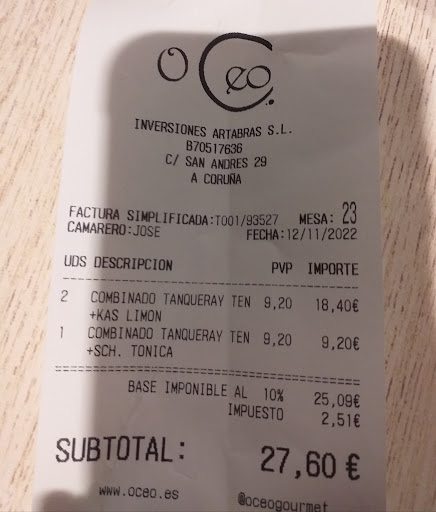 O Ceo.
INVERSIONES ARTABRAS S.L.
B70517636
C/ SAN ANDRES 29
A CORUÑA
FACTURA SIMPLIFICADA:T001/93527 MESA: 23
CAMARERO:JOSE FECHA:12/11/2022
UDS DESCRIPCION PVP IMPORTE
2 COMBINADO TANQUERAY TEN 9,20 18,40€
+KAS LIMON
1 COMBINADO TANQUERAY TEN 9,20 9,20€
+SCH. TONICA
BASE IMPONIBLE AL 10% 25,09€
IMPUESTO 2,51€
SUBTOTAL: 27,60 €
www.oceo.es @oceogourmet